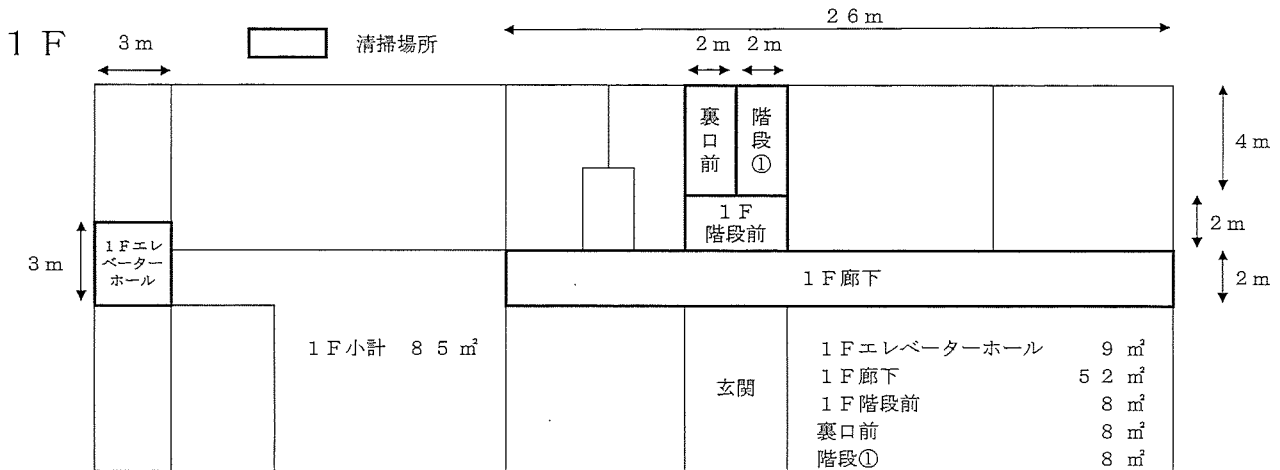 26m
1F
3m
清掃場所
2m 2m
裏口前
階段①
4m
1F
階段前
2m
1Fエレ
ベーター
ホール
3m
1F廊下
2m
1F小計 85㎡
玄関
1Fエレベーターホール 9㎡
1F廊下 52㎡
1F階段前 8㎡
裏口前 8㎡
階段① 8㎡